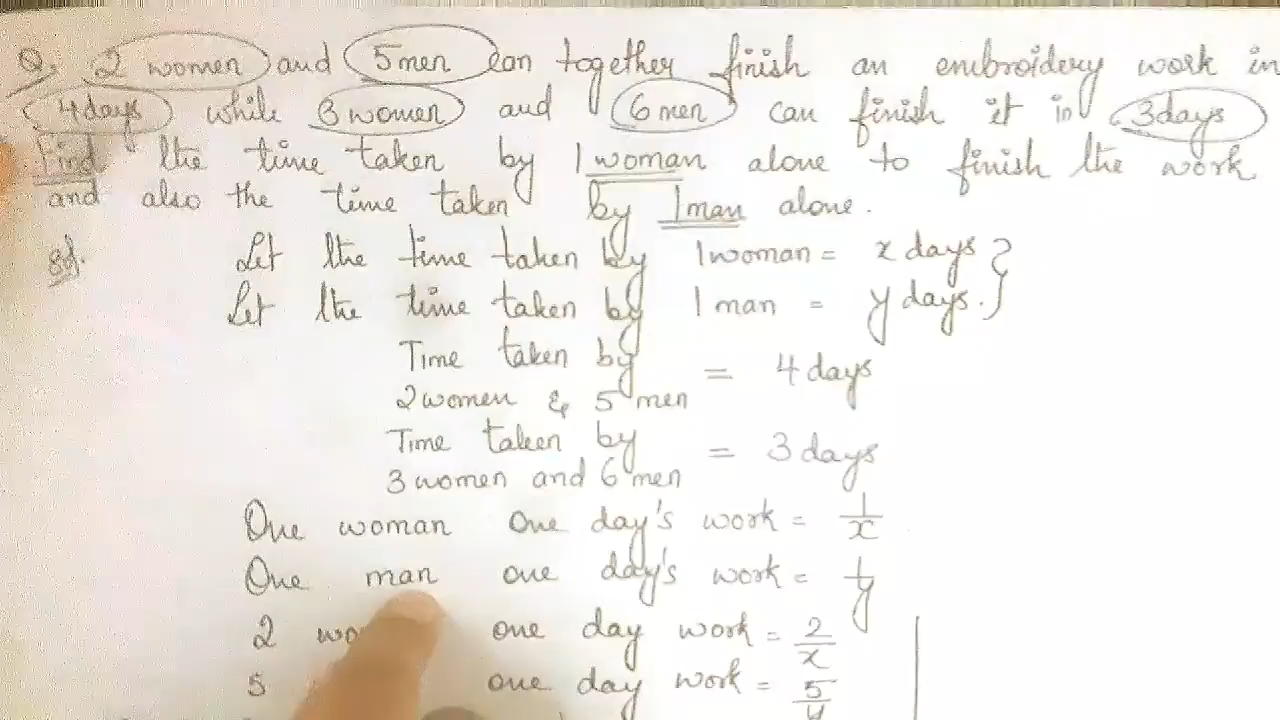 Q. 2 women and 5 men can together finish an embroidery work in
4 days while 3 women and 6 men can finish it in 3 days
Find the time taken by 1 woman alone to finish the work
and also the time taken by 1 man alone.
Sol. Let the time taken by 1 woman = x days }
Let the time taken by 1 man = y days.
Time taken by
2 women & 5 men = 4 days
Time taken by
3 women and 6 men = 3 days
One woman one day's work = 1/x
One man one day's work = 1/y
2 one day work = 2/x
5 one day work = 5/y